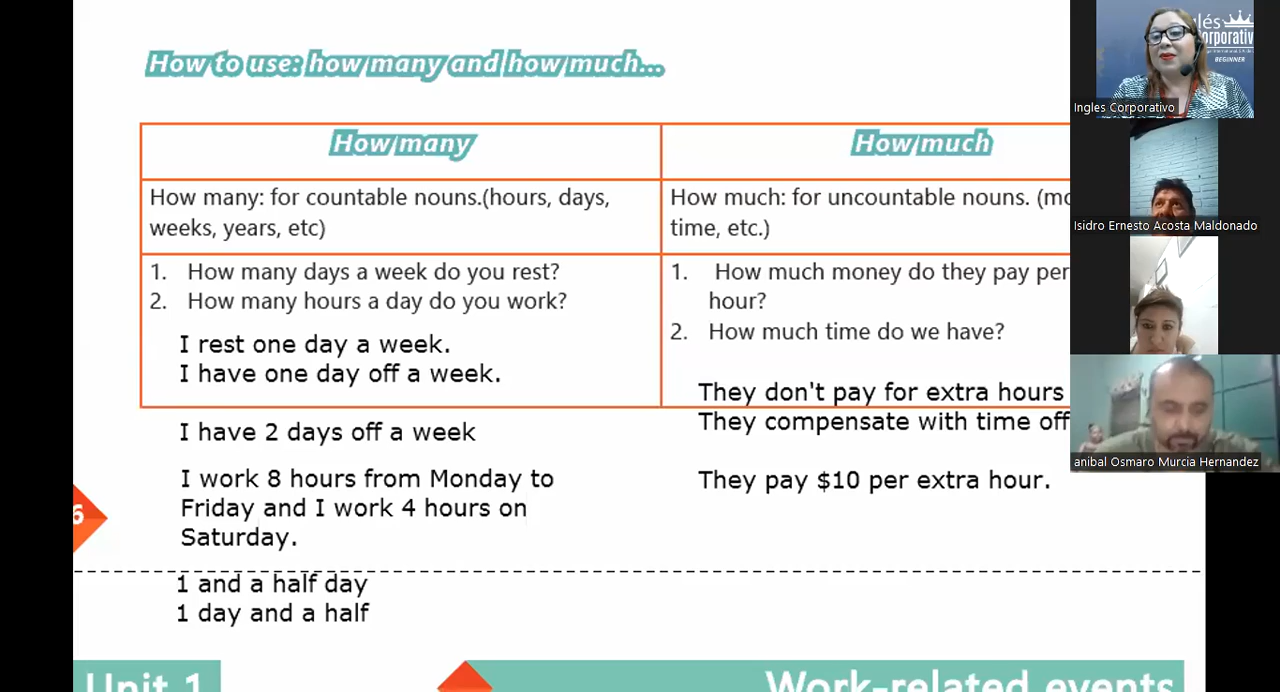 How to use: how many and how much...
How many
How much
How many: for countable nouns.(hours, days,
weeks, years, etc)
How much: for uncountable nouns.
time, etc.)
1. How many days a week do you rest?
2. How many hours a day do you work?
1. How much money do they pay per
hour?
2. How much time do we have?
I rest one day a week.
I have one day off a week.
I have 2 days off a week
I work 8 hours from Monday to
Friday and I work 4 hours on
Saturday.
1 and a half day
1 day and a half
They don't pay for extra hours
They compensate with time off
They pay $10 per extra hour.
6
Unit 1
Work-related events
BEGINNER
Ingles Corporativo
Isidro Ernesto Acosta Maldonado
anibal Osmaro Murcia Hernandez